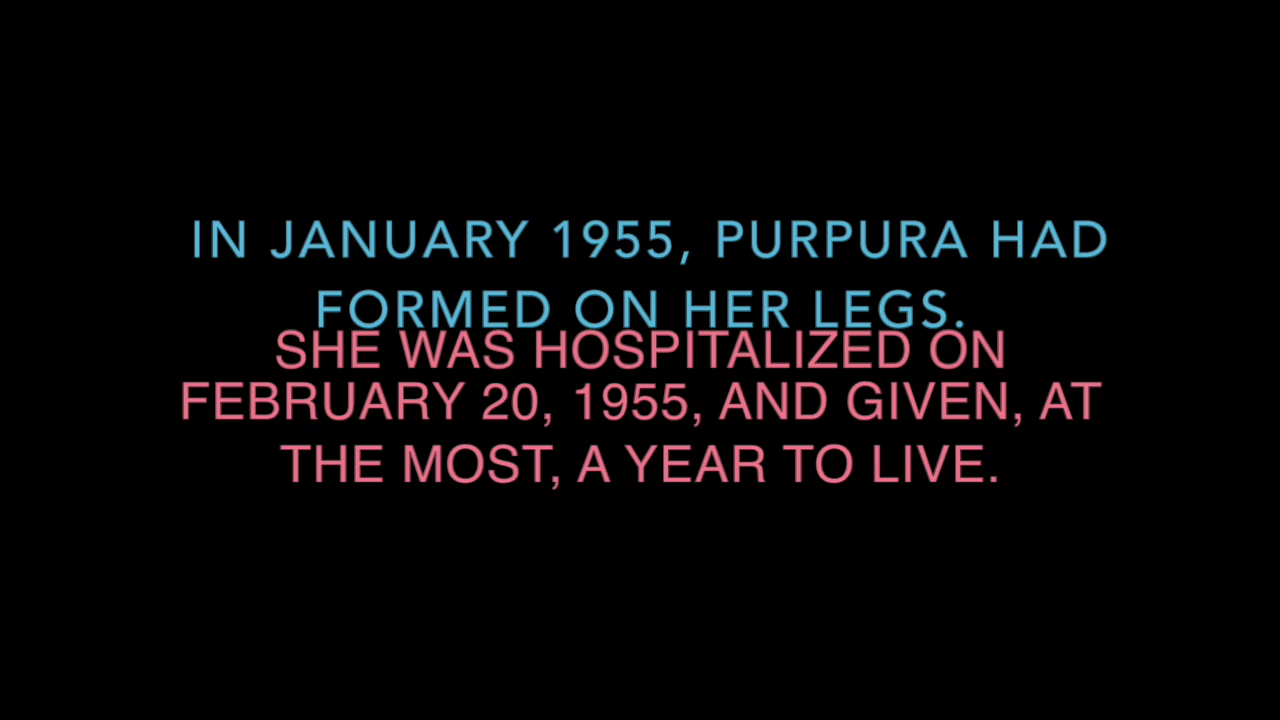 IN JANUARY 1955, PURPURA HAD
FORMED ON HER LEGS.
SHE WAS HOSPITALIZED ON
FEBRUARY 20, 1955, AND GIVEN, AT
THE MOST, A YEAR TO LIVE.